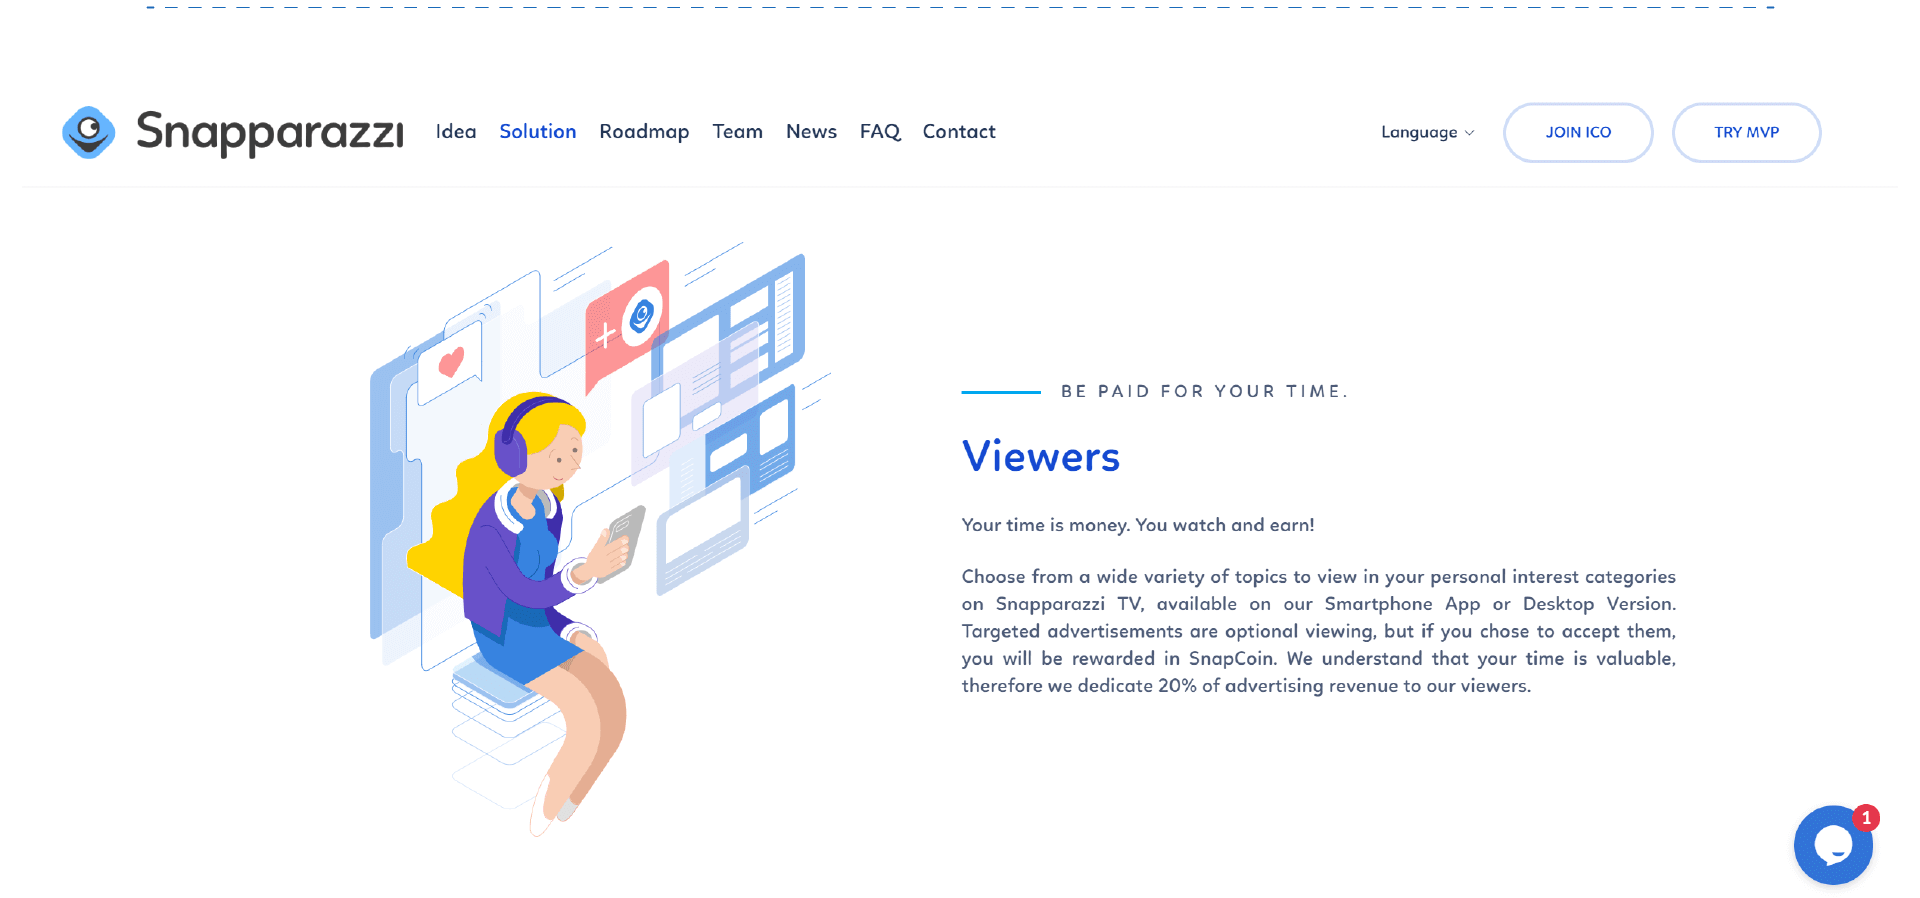 Snapparazzi
Idea Solution Roadmap Team News FAQ Contact
Language
JOIN ICO
TRY MVP
BE PAID FOR YOUR TIME.
Viewers
Your time is money. You watch and earn!
Choose from a wide variety of topics to view in your personal interest categories
on Snapparazzi TV, available on our Smartphone App or Desktop Version.
Targeted advertisements are optional viewing, but if you chose to accept them,
you will be rewarded in SnapCoin. We understand that your time is valuable,
therefore we dedicate 20% of advertising revenue to our viewers.
1